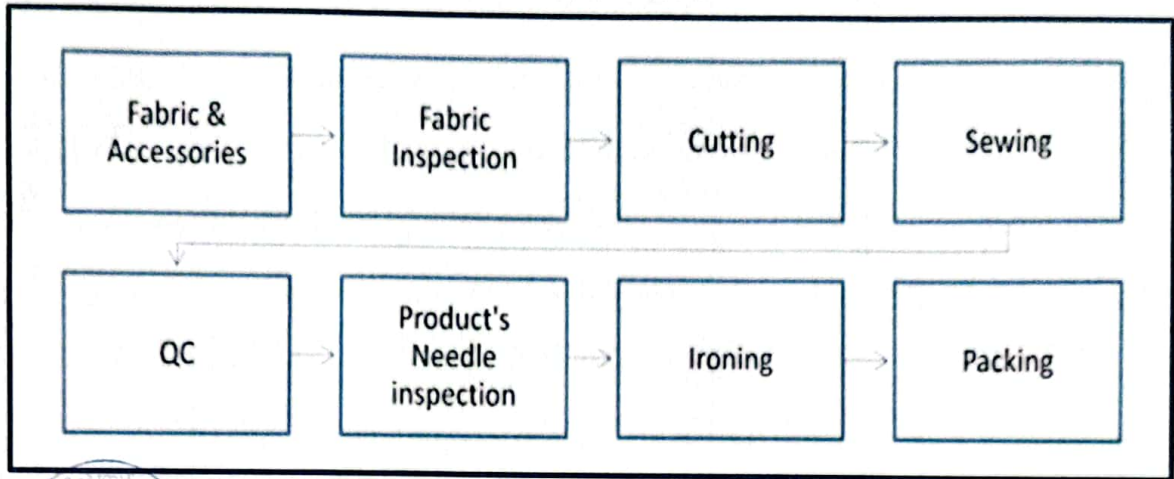 Fabric &
Accessories
Fabric
Inspection
Cutting
Sewing
QC
Product's
Needle
inspection
Ironing
Packing